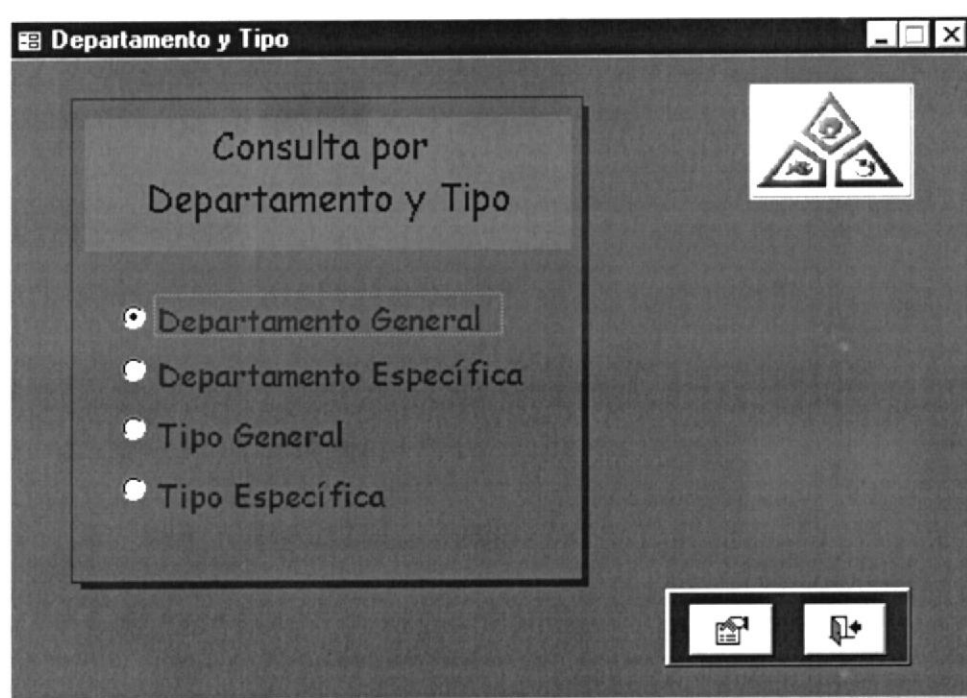 Departamento y Tipo
Consulta por
Departamento y Tipo
Departamento General
Departamento Específica
Tipo General
Tipo Específica